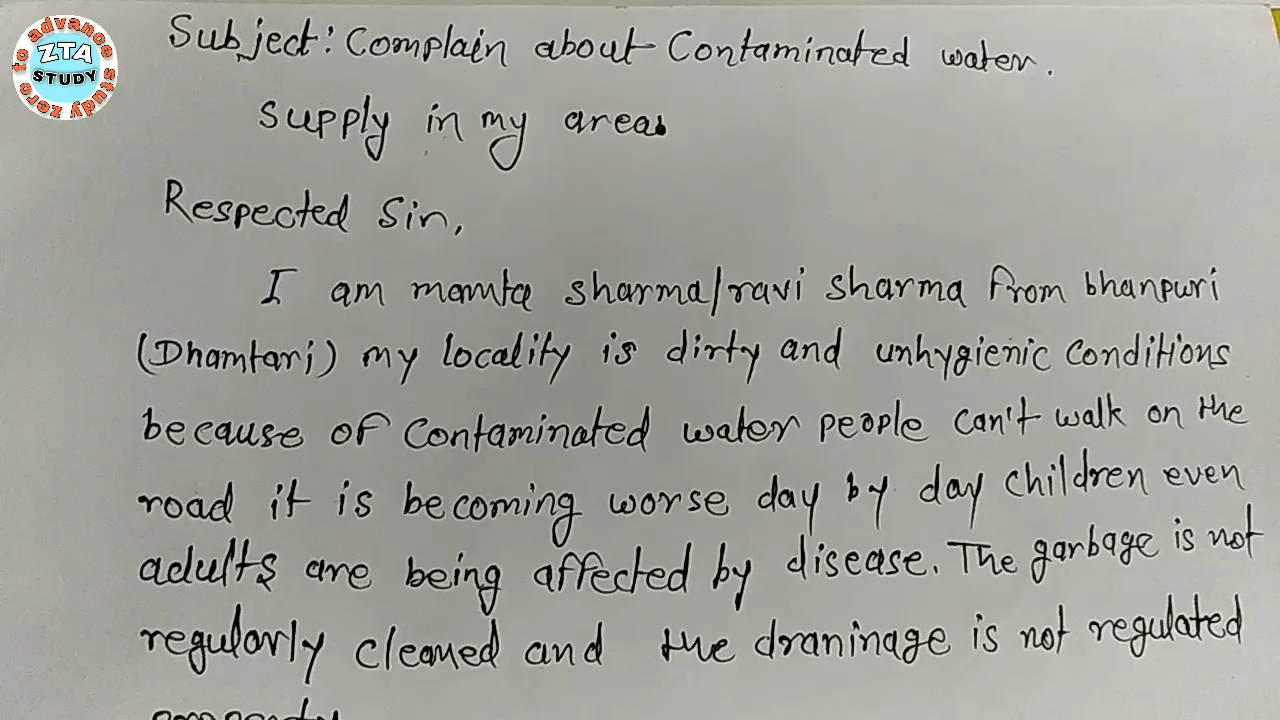 to advance study zero
ZTA
STUDY
Subject: Complain about Contaminated water.
Supply in my area.
Respected Sir,
I am mamta sharma/ravi sharma from bhanpuri
(Dhamtari) my locality is dirty and unhygienic conditions
because of contaminated water people can't walk on the
road it is becoming worse day by day children even
adults are being affected by disease. The garbage is not
regularly cleaned and the draninage is not regulated